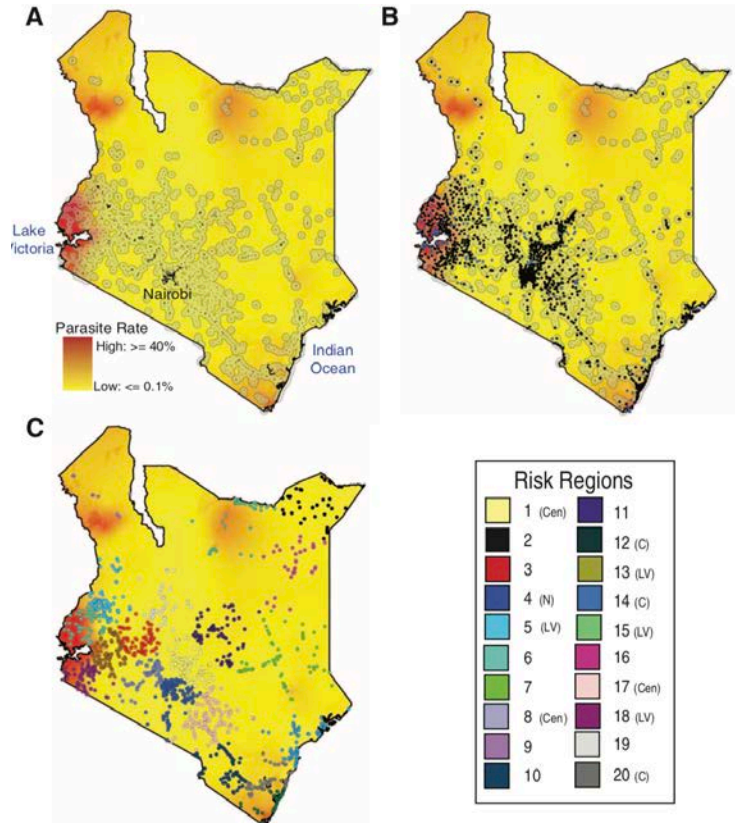 A
B
Lake
Victoria
Nairobi
Parasite Rate
High: >= 40%
Low: <= 0.1%
Indian
Ocean
C
Risk Regions
1 (Cen)
2
3
4 (N)
5 (LV)
6
7
8 (Cen)
9
10
11
12 (C)
13 (LV)
14 (C)
15 (LV)
16
17 (Cen)
18 (LV)
19
20 (C)